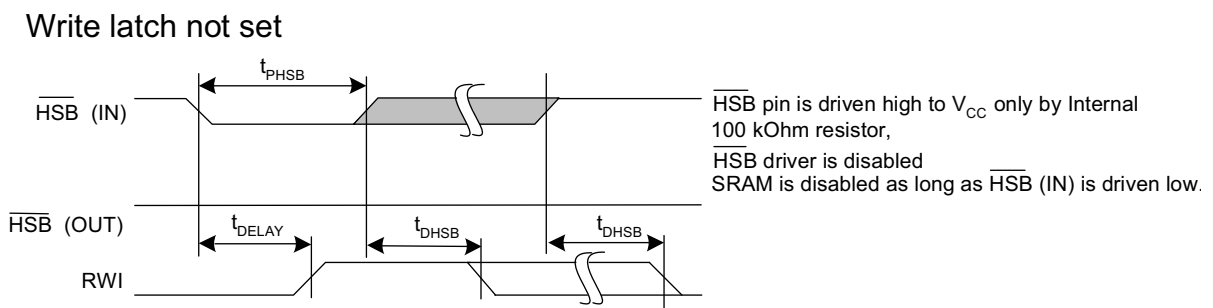 Write latch not set
tPHSB
HSB (IN)
HSB pin is driven high to VCC only by Internal
100 kOhm resistor,
HSB driver is disabled
SRAM is disabled as long as HSB (IN) is driven low.
HSB (OUT)
tDELAY
tDHSB
tDHSB
RWI